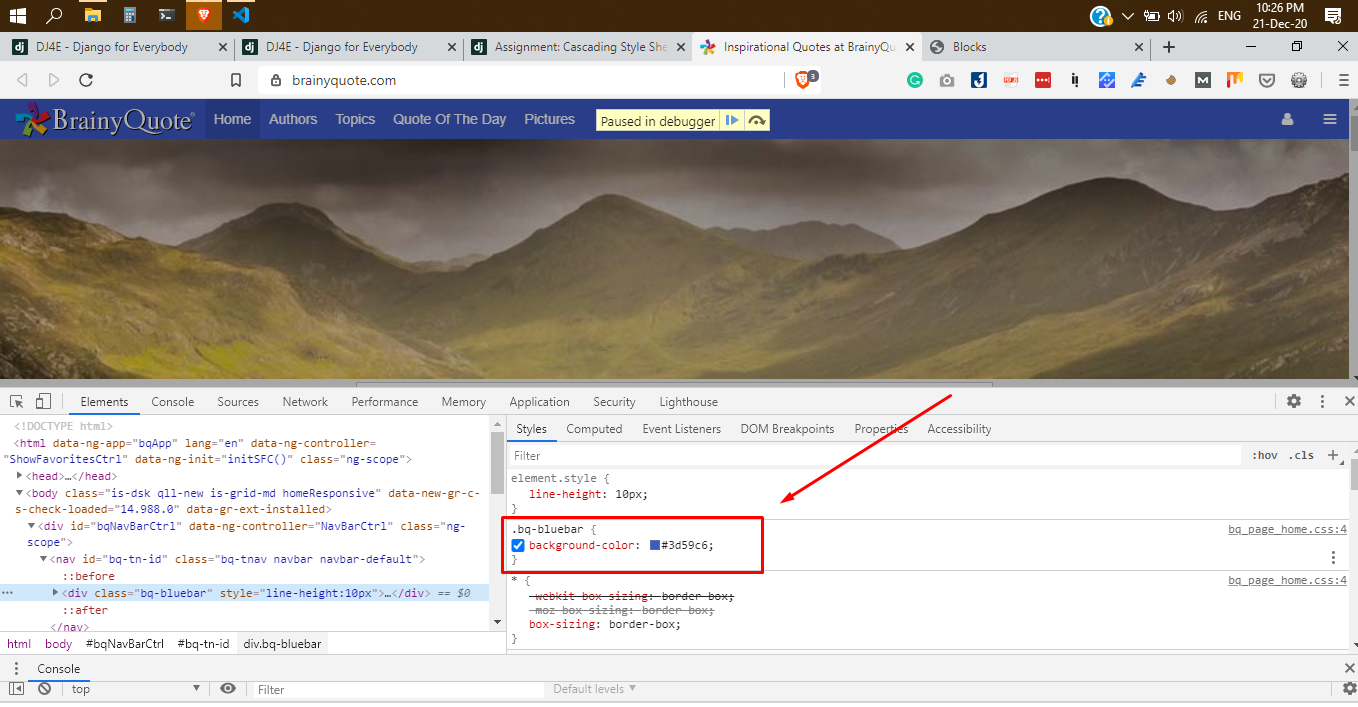 10:26 PM
ENG
21-Dec-20
DJ4E - Django for Everybody
DJ4E - Django for Everybody
Assignment: Cascading Style She
Inspirational Quotes at BrainyQu
Blocks
brainyquote.com
3
BrainyQuote
Home
Authors
Topics
Quote Of The Day
Pictures
Paused in debugger
Elements
Console
Sources
Network
Performance
Memory
Application
Security
Lighthouse
<!DOCTYPE html>
<html data-ng-app="bqApp" lang="en" data-ng-controller=
"ShowFavoritesCtrl" data-ng-init="initSFC()" class="ng-scope">
<head>…</head>
<body class="is-dsk qll-new is-grid-md homeResponsive" data-new-gr-c-
s-check-loaded="14.988.0" data-gr-ext-installed>
<div id="bqNavBarCtrl" data-ng-controller="NavBarCtrl" class="ng-
scope">
<nav id="bq-tn-id" class="bq-tnav navbar navbar-default">
::before
<div class="bq-bluebar" style="line-height:10px">…</div> == $0
::after
</nav>
html
body
#bqNavBarCtrl
#bq-tn-id
div.bq-bluebar
Styles
Computed
Event Listeners
DOM Breakpoints
Properties
Accessibility
Filter
:hov
.cls
element.style {
line-height: 10px;
}
.bq-bluebar {
bq_page_home.css:4
background-color: #3d59c6;
}
* {
bq_page_home.css:4
-webkit-box-sizing: border-box;
-moz-box-sizing: border-box;
box-sizing: border-box;
}
Console
top
Filter
Default levels